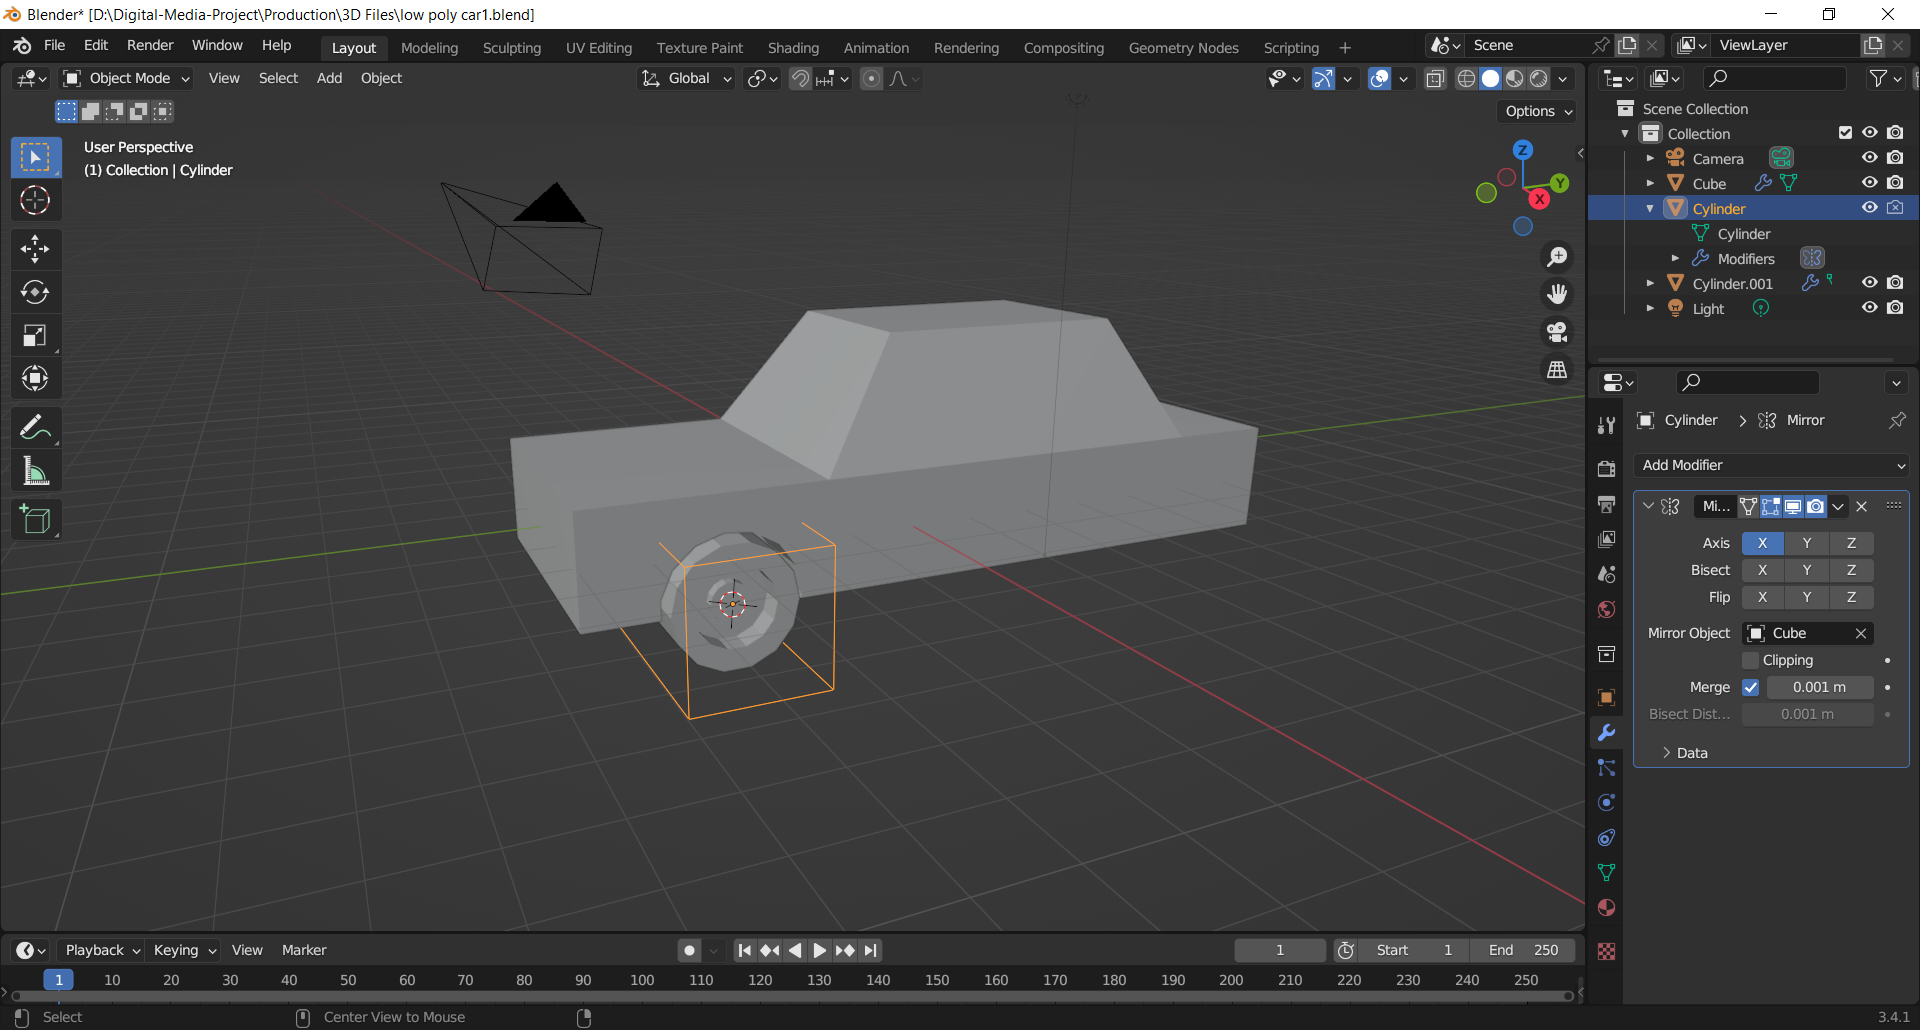 Blender* [D:\Digital-Media-Project\Production\3D Files\low poly car1.blend]
File Edit Render Window Help Layout Modeling Sculpting UV Editing Texture Paint Shading Animation Rendering Compositing Geometry Nodes Scripting + Scene ViewLayer
Object Mode View Select Add Object Global
Options
User Perspective
(1) Collection | Cylinder
Z
Y
X
Scene Collection
Collection
Camera
Cube
Cylinder
Cylinder
Modifiers
Cylinder.001
Light
Cylinder > Mirror
Add Modifier
Mi...
Axis X Y Z
Bisect X Y Z
Flip X Y Z
Mirror Object Cube
Clipping
Merge 0.001 m
Bisect Dist... 0.001 m
Data
Playback Keying View Marker 1 Start 1 End 250
1 10 20 30 40 50 60 70 80 90 100 110 120 130 140 150 160 170 180 190 200 210 220 230 240 250
Select Center View to Mouse 3.4.1